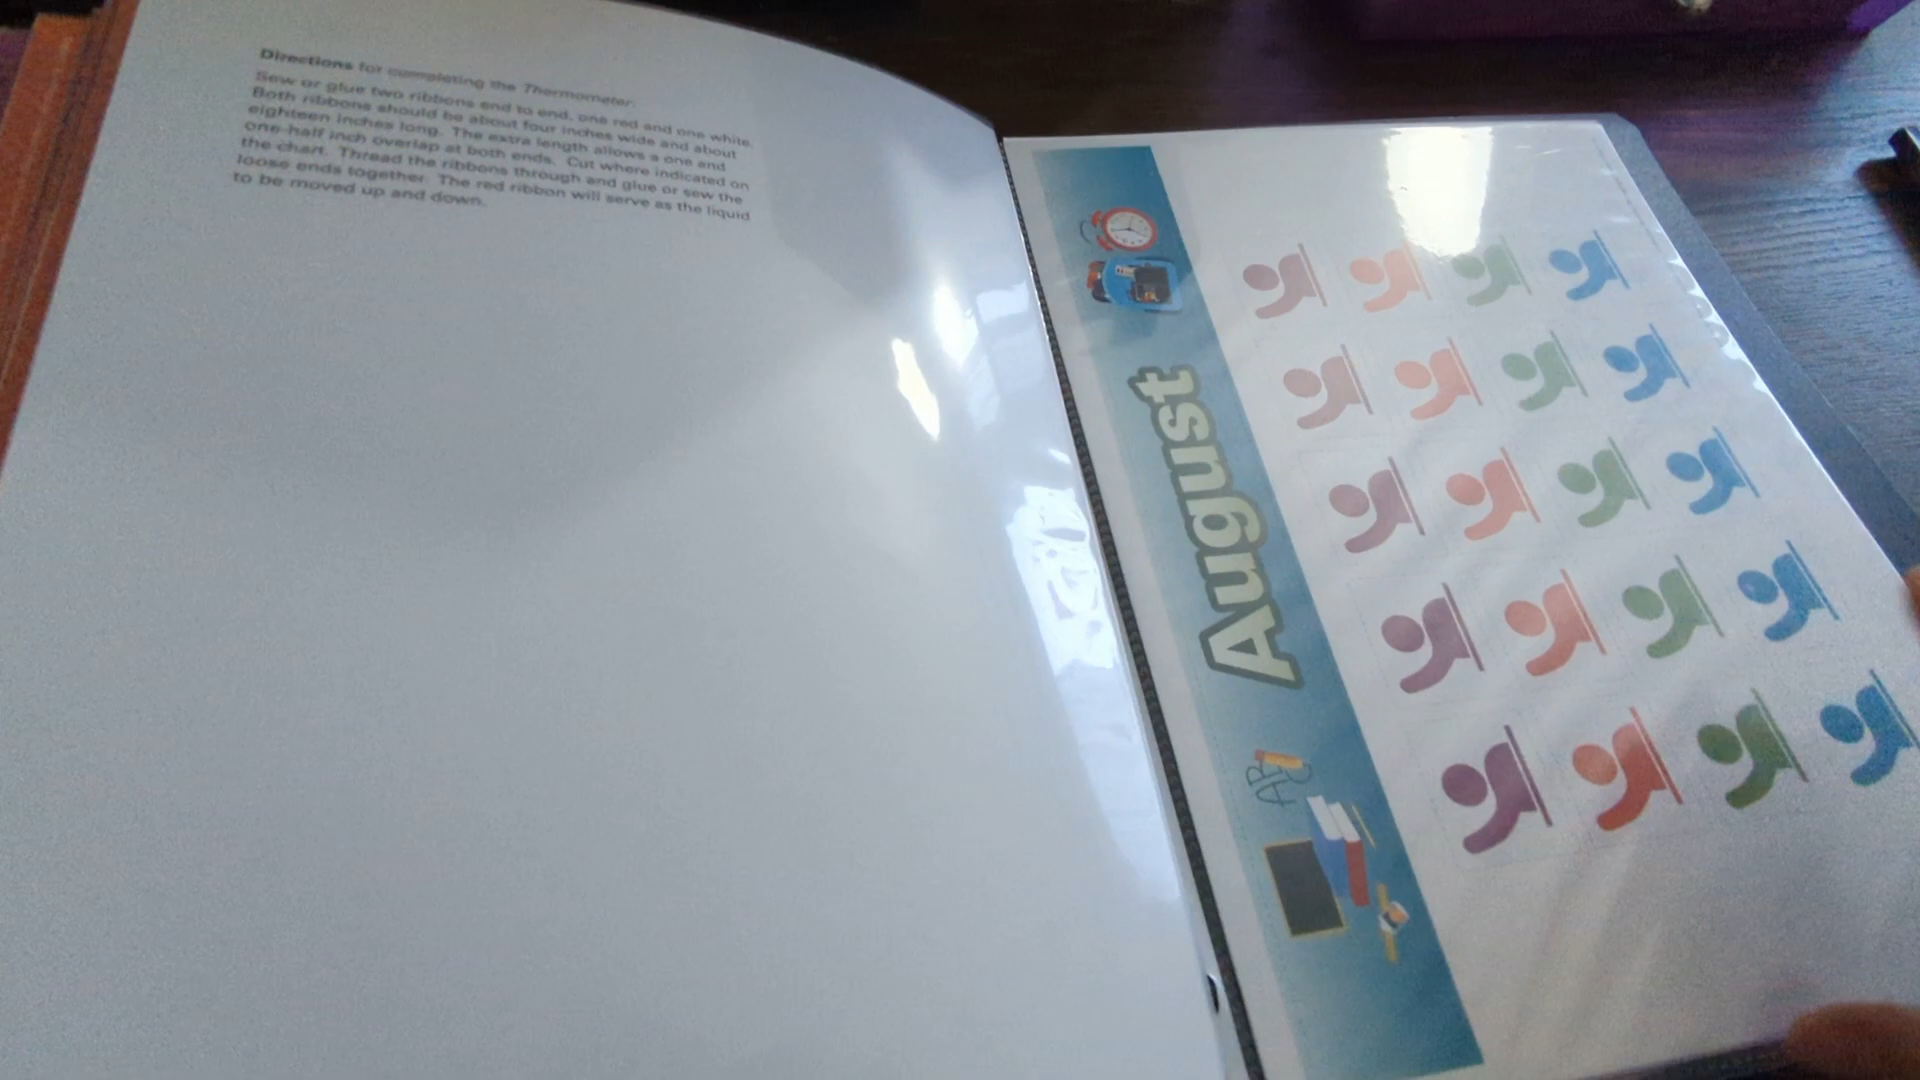 Directions for completing the Thermometer:
Sew or glue two ribbons end to end, one red and one white.
Both ribbons should be about four inches wide and about
eighteen inches long. The extra length allows a one and
one-half inch overlap at both ends. Cut where indicated on
the chart. Thread the ribbons through and glue or sew the
loose ends together. The red ribbon will serve as the liquid
to be moved up and down.
August
ABC